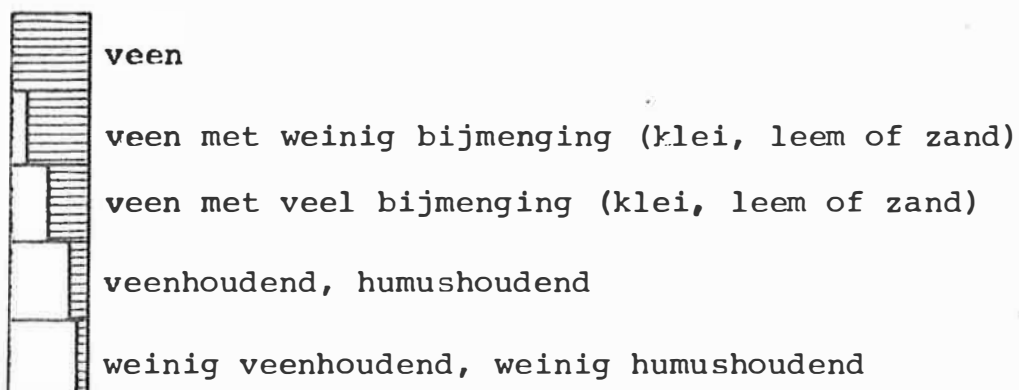 veen
veen met weinig bijmenging (klei, leem of zand)
veen met veel bijmenging (klei, leem of zand)
veenhoudend, humushoudend
weinig veenhoudend, weinig humushoudend